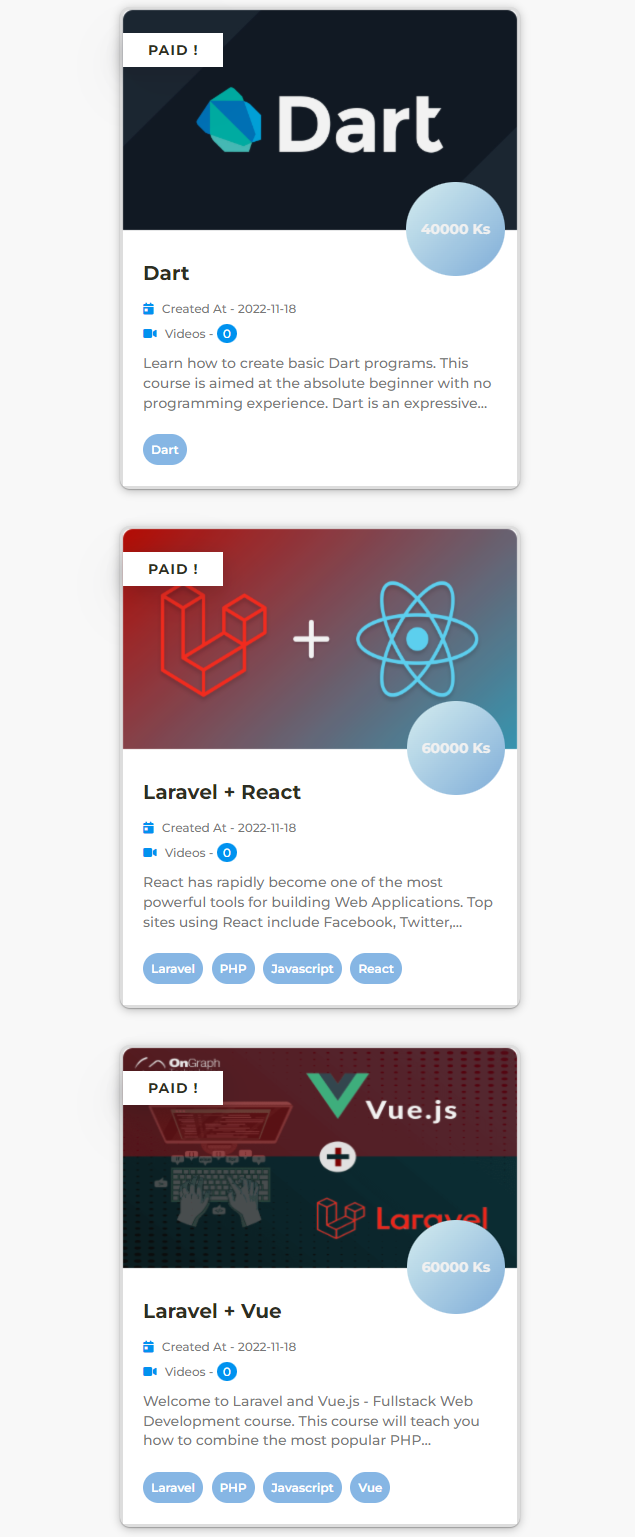 PAID !
Dart
40000 Ks
Dart
Created At - 2022-11-18
Videos - 0
Learn how to create basic Dart programs. This
course is aimed at the absolute beginner with no
programming experience. Dart is an expressive...
Dart
PAID !
60000 Ks
Laravel + React
Created At - 2022-11-18
Videos - 0
React has rapidly become one of the most
powerful tools for building Web Applications. Top
sites using React include Facebook, Twitter,...
Laravel PHP Javascript React
OnGraph
PAID !
Vue.js
Laravel
60000 Ks
Laravel + Vue
Created At - 2022-11-18
Videos - 0
Welcome to Laravel and Vue.js - Fullstack Web
Development course. This course will teach you
how to combine the most popular PHP...
Laravel PHP Javascript Vue